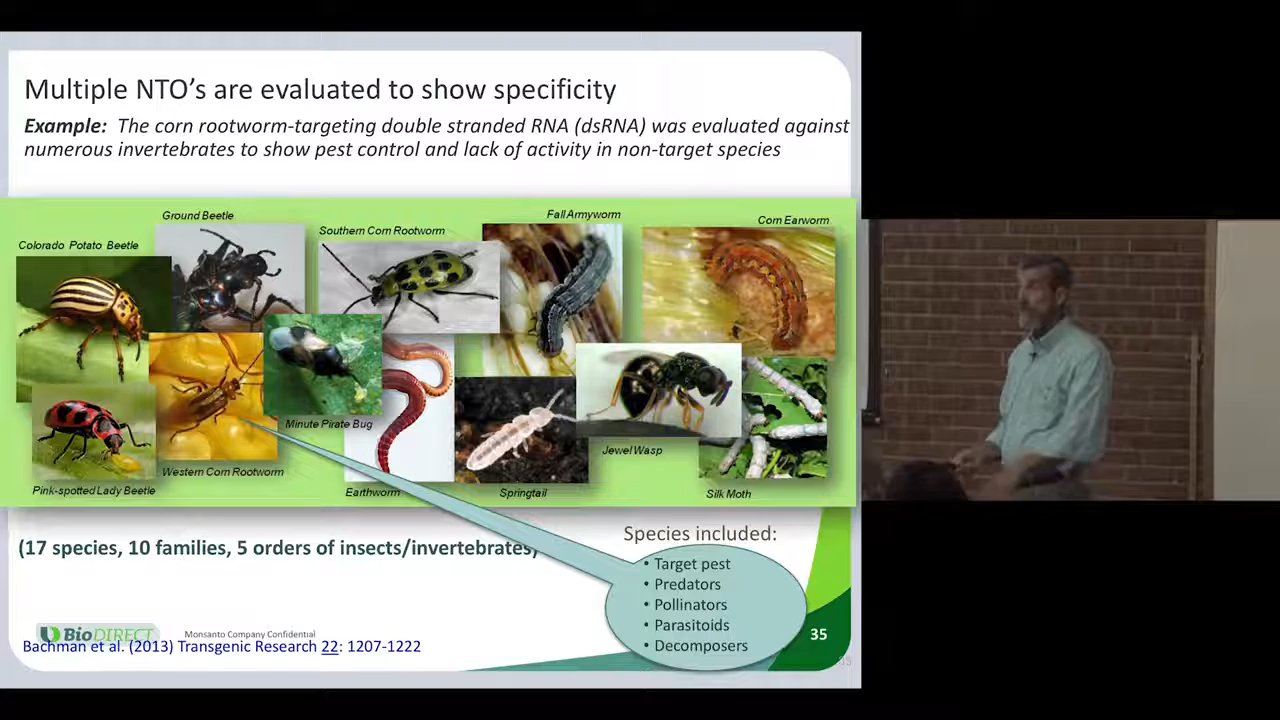 Multiple NTO's are evaluated to show specificity
Example: The corn rootworm-targeting double stranded RNA (dsRNA) was evaluated against
numerous invertebrates to show pest control and lack of activity in non-target species
Ground Beetle
Fall Armyworm
Corn Earworm
Southern Corn Rootworm
Colorado Potato Beetle
Minute Pirate Bug
Jewel Wasp
Western Corn Rootworm
Pink-spotted Lady Beetle
Earthworm
Springtail
Silk Moth
(17 species, 10 families, 5 orders of insects/invertebrates)
Species included:
• Target pest
• Predators
• Pollinators
• Parasitoids
• Decomposers
BioDIRECT
Monsanto Company Confidential
35
Bachman et al. (2013) Transgenic Research 22: 1207-1222
35